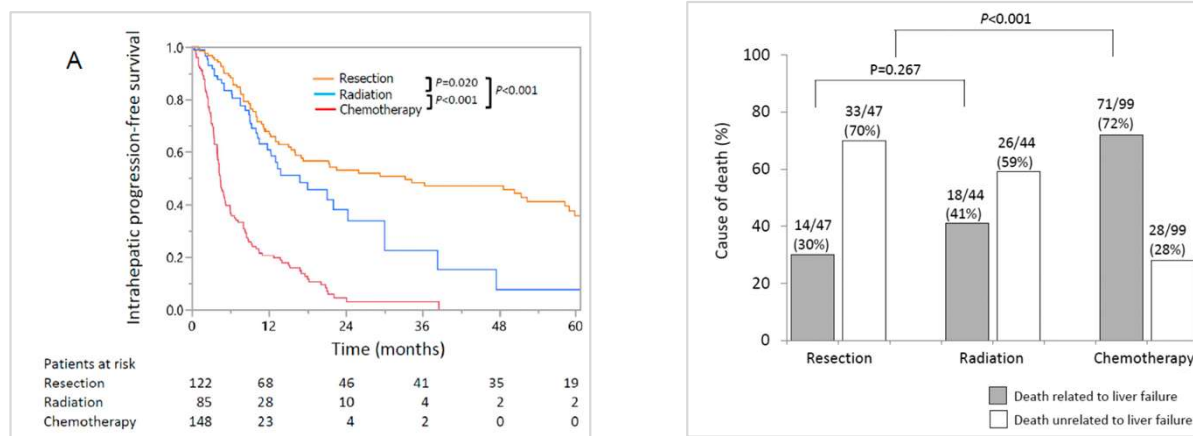 A
Intrahepatic progression-free survival
1.0
0.8
0.6
0.4
0.2
0.0
Resection
Radiation
Chemotherapy
P=0.020
P<0.001
P<0.001
0 12 24 36 48 60
Time (months)
Patients at risk
Resection 122 68 46 41 35 19
Radiation 85 28 10 4 2 2
Chemotherapy 148 23 4 2 0 0
P<0.001
P=0.267
Cause of death (%)
100
80
60
40
20
0
14/47
(30%)
33/47
(70%)
18/44
(41%)
26/44
(59%)
71/99
(72%)
28/99
(28%)
Resection Radiation Chemotherapy
Death related to liver failure
Death unrelated to liver failure